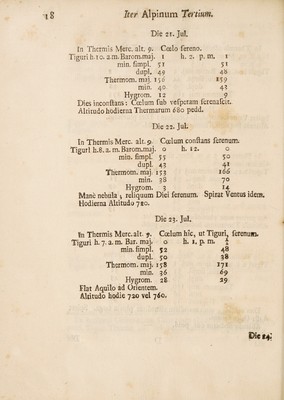 18 Iter Alpinum Tertium.
Die 21. Jul.
In Thermis Merc. alt. 9. Cœlo sereno.
Tiguri h. 10. a.m. Barom. maj. 1 h. 2. p. m. 1
min. simpl. 51 51
dupl. 49 48
Thermom. maj. 156 159
min. 40 43
Hygrom. 12 9
Dies inconstans: Cœlum sub vesperam serenascit.
Altitudo hodierna Thermarum 680 pedd.
Die 22. Jul.
In Thermis Merc. alt. 9. Cœlum constans serenum.
Tiguri h. 8. a. m. Barom. maj. 0 h. 12. 0
min. simpl. 55 50
dupl. 43 41
Thermom. maj. 153 166
min. 38 70
Hygrom. 3 14
Manè nebula, reliquum Diei serenum. Spirat Ventus idem.
Hodierna Altitudo 720.
Die 23. Jul.
In Thermis Merc. alt. 9. Cœlum hîc, ut Tiguri, serenum.
Tiguri h. 7. a. m. Bar. maj. 0 h. 1. p. m.
min. simpl. 52 48
dupl. 50 38
Thermom. maj. 158 171
min. 36 69
Hygrom. 28 29
Flat Aquilo ad Orientem.
Altitudo hodie 720 vel 760.
Die 24.